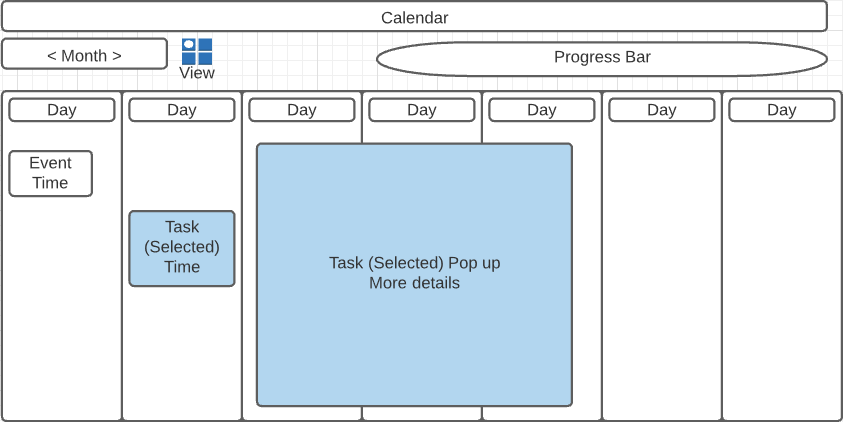 Calendar
< Month >
View
Progress Bar
Day
Day
Day
Day
Day
Day
Day
Event
Time
Task
(Selected)
Time
Task (Selected) Pop up
More details